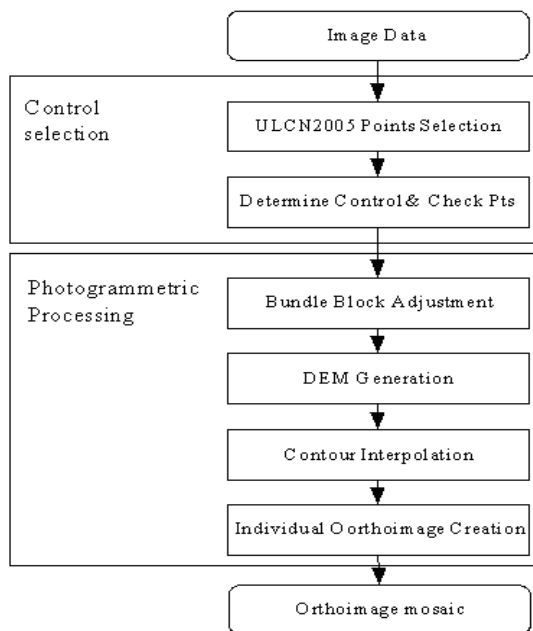 Image Data
Control
selection
ULCN2005 Points Selection
Determine Control & Check Pts
Photogrammetric
Processing
Bundle Block Adjustment
DEM Generation
Contour Interpolation
Individual Oorthoimage Creation
Orthoimage mosaic